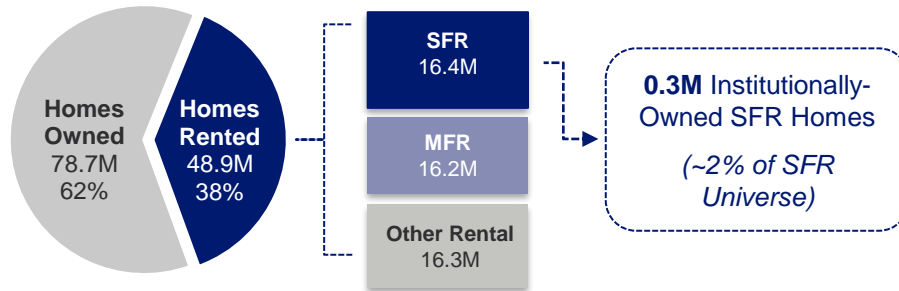 Homes
Owned
78.7M
62%
Homes
Rented
48.9M
38%
SFR
16.4M
MFR
16.2M
Other Rental
16.3M
0.3M Institutionally-
Owned SFR Homes
(~2% of SFR
Universe)